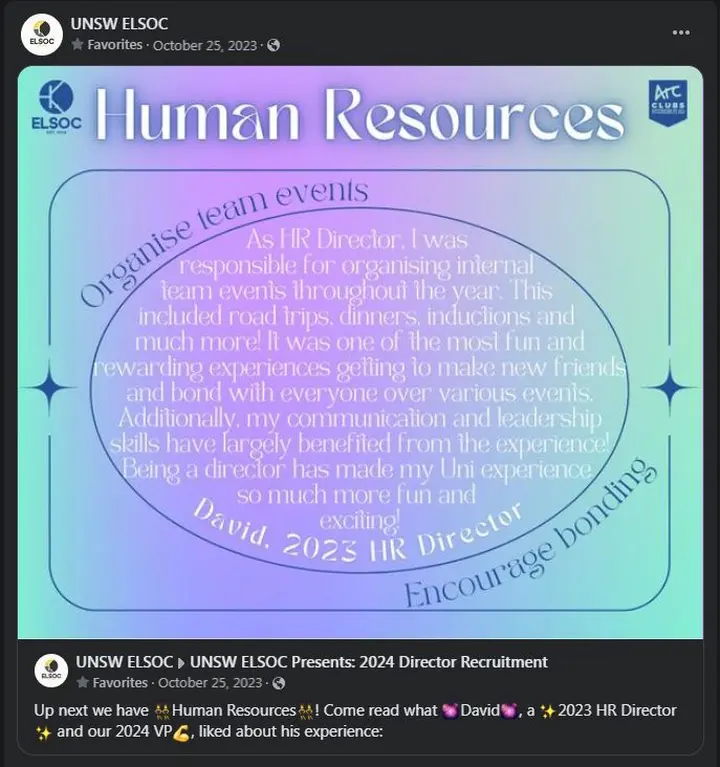 UNSW ELSOC
Favorites · October 25, 2023 ·
ELSOC
ELSOC
Human Resources
Arc
CLUBS
Organise team events
As HR Director, I was
responsible for organising internal
team events throughout the year. This
included road trips, dinners, inductions and
much more! It was one of the most fun and
rewarding experiences getting to make new friends
and bond with everyone over various events.
Additionally, my communication and leadership
skills have largely benefited from the experience!
Being a director has made my Uni experience
so much more fun and
exciting!
David, 2023 HR Director
Encourage bonding
ELSOC
UNSW ELSOC ▸ UNSW ELSOC Presents: 2024 Director Recruitment
Favorites · October 25, 2023 ·
Up next we have 👯Human Resources👯! Come read what 💓David💓, a ✨2023 HR Director
✨ and our 2024 VP💪, liked about his experience: